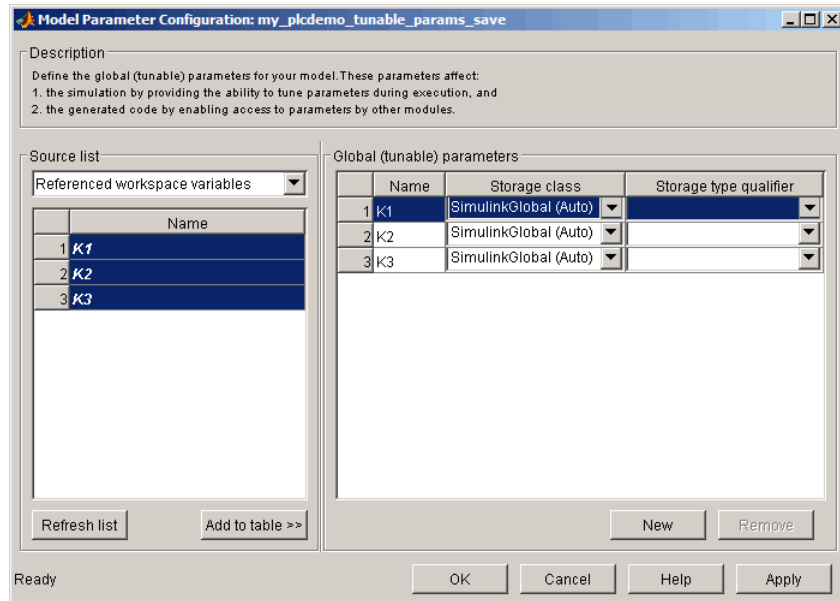 Model Parameter Configuration: my_plcdemo_tunable_params_save
Description
Define the global (tunable) parameters for your model.These parameters affect:
1. the simulation by providing the ability to tune parameters during execution, and
2. the generated code by enabling access to parameters by other modules.
Source list
Referenced workspace variables
Name
1 K1
2 K2
3 K3
Refresh list
Add to table >>
Global (tunable) parameters
Name Storage class Storage type qualifier
1 K1 SimulinkGlobal (Auto)
2 K2 SimulinkGlobal (Auto)
3 K3 SimulinkGlobal (Auto)
New Remove
Ready
OK Cancel Help Apply